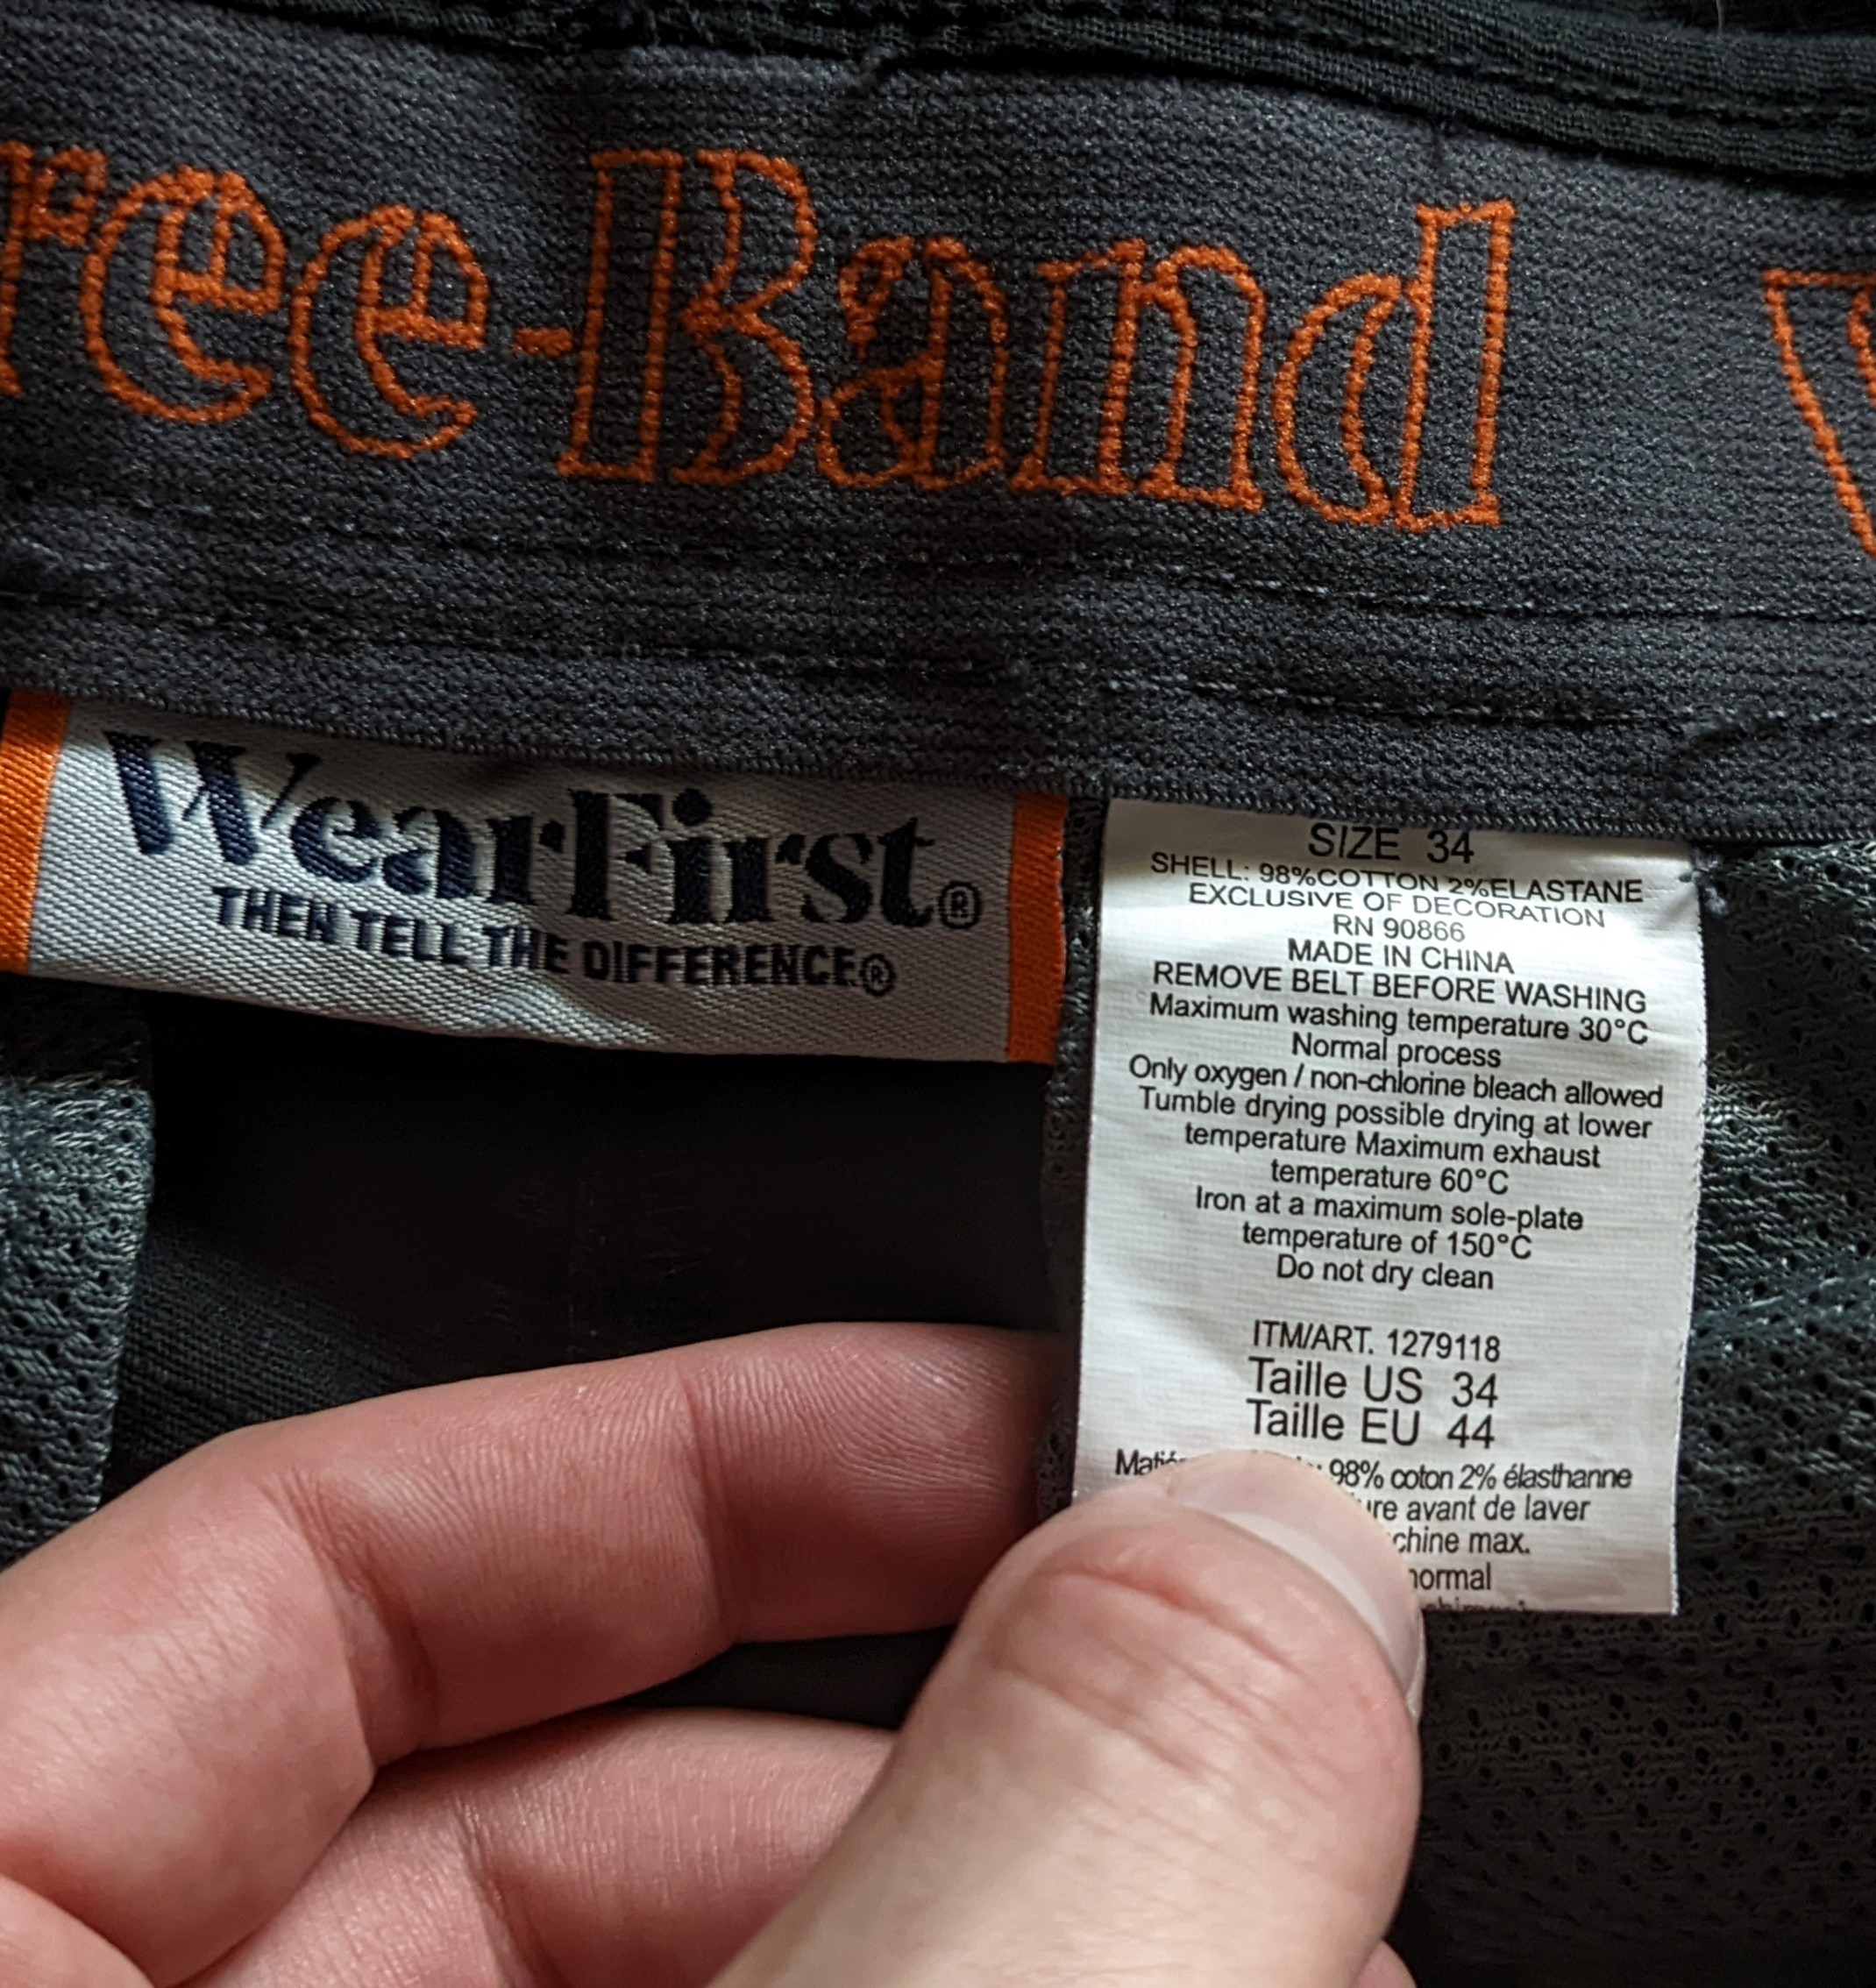 ree-Band
WearFirst®
THEN TELL THE DIFFERENCE®
SIZE 34
SHELL: 98%COTTON 2%ELASTANE
EXCLUSIVE OF DECORATION
RN 90866
MADE IN CHINA
REMOVE BELT BEFORE WASHING
Maximum washing temperature 30°C
Normal process
Only oxygen / non-chlorine bleach allowed
Tumble drying possible drying at lower
temperature Maximum exhaust
temperature 60°C
Iron at a maximum sole-plate
temperature of 150°C
Do not dry clean
ITM/ART. 1279118
Taille US 34
Taille EU 44
98% coton 2% élasthanne
avant de laver
max.
normal